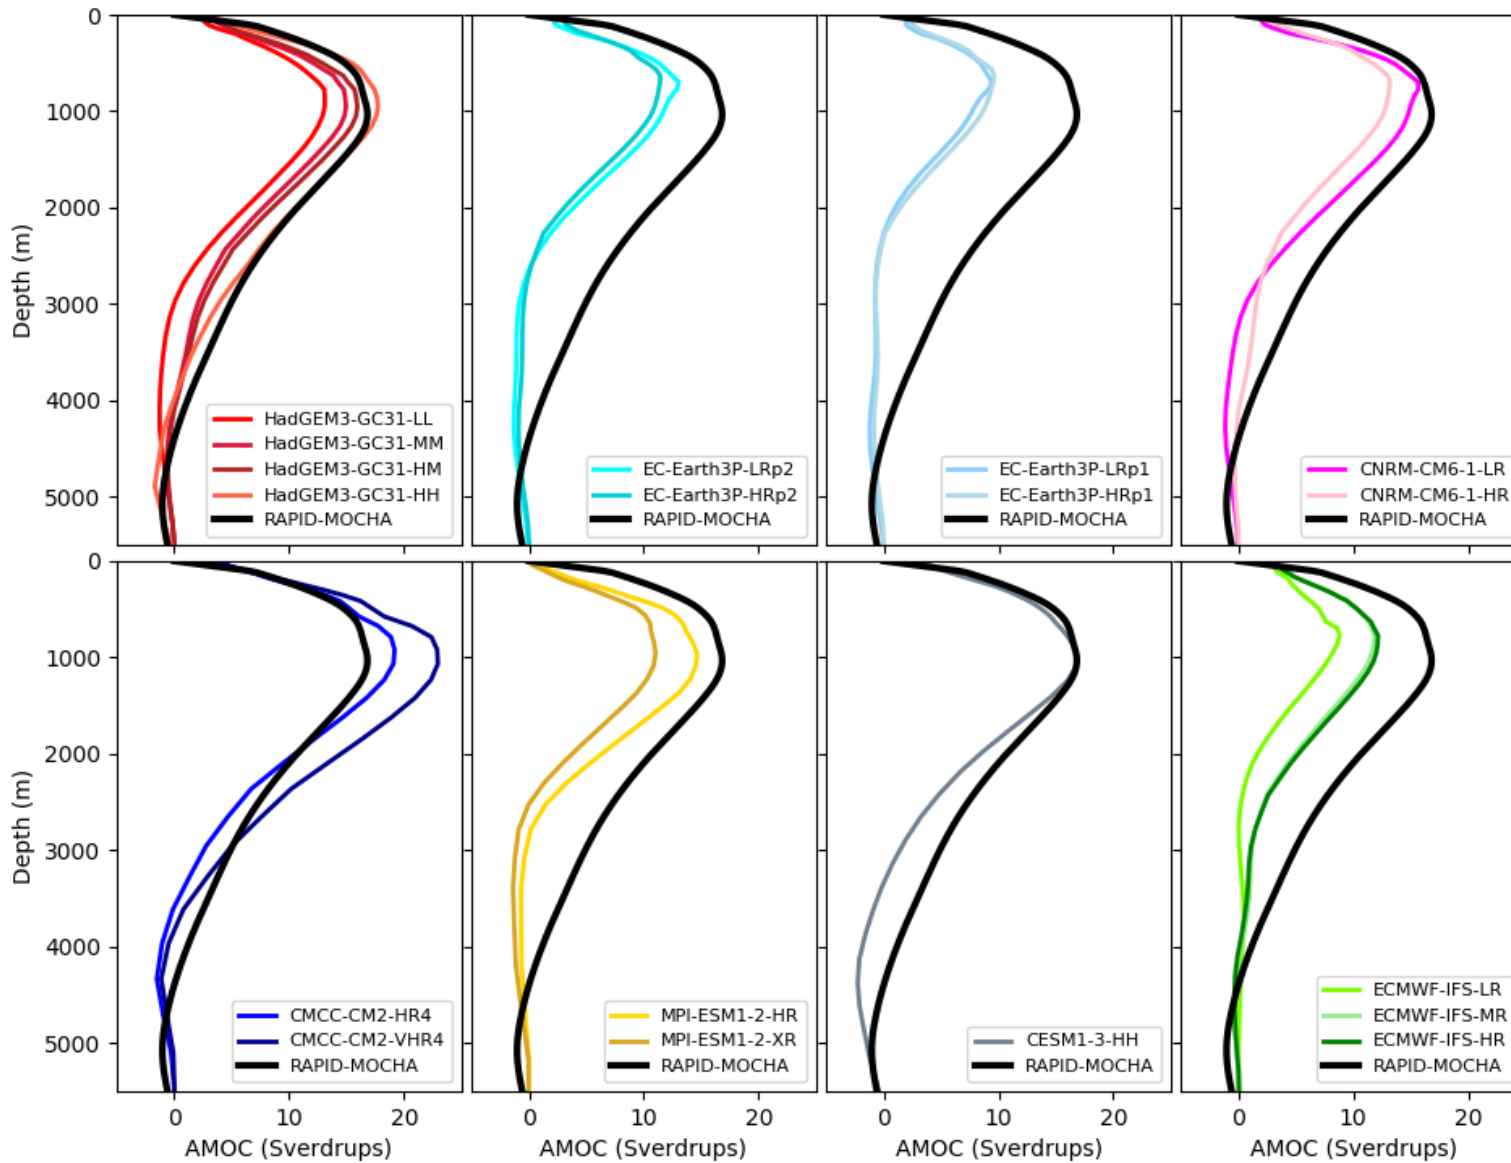 0
1000
2000
3000
4000
5000
Depth (m)
HadGEM3-GC31-LL
HadGEM3-GC31-MM
HadGEM3-GC31-HM
HadGEM3-GC31-HH
RAPID-MOCHA
EC-Earth3P-LRp2
EC-Earth3P-HRp2
RAPID-MOCHA
EC-Earth3P-LRp1
EC-Earth3P-HRp1
RAPID-MOCHA
CNRM-CM6-1-LR
CNRM-CM6-1-HR
RAPID-MOCHA
0
1000
2000
3000
4000
5000
Depth (m)
CMCC-CM2-HR4
CMCC-CM2-VHR4
RAPID-MOCHA
MPI-ESM1-2-HR
MPI-ESM1-2-XR
RAPID-MOCHA
CESM1-3-HH
RAPID-MOCHA
ECMWF-IFS-LR
ECMWF-IFS-MR
ECMWF-IFS-HR
RAPID-MOCHA
0 10 20
0 10 20
0 10 20
0 10 20
AMOC (Sverdrups)
AMOC (Sverdrups)
AMOC (Sverdrups)
AMOC (Sverdrups)